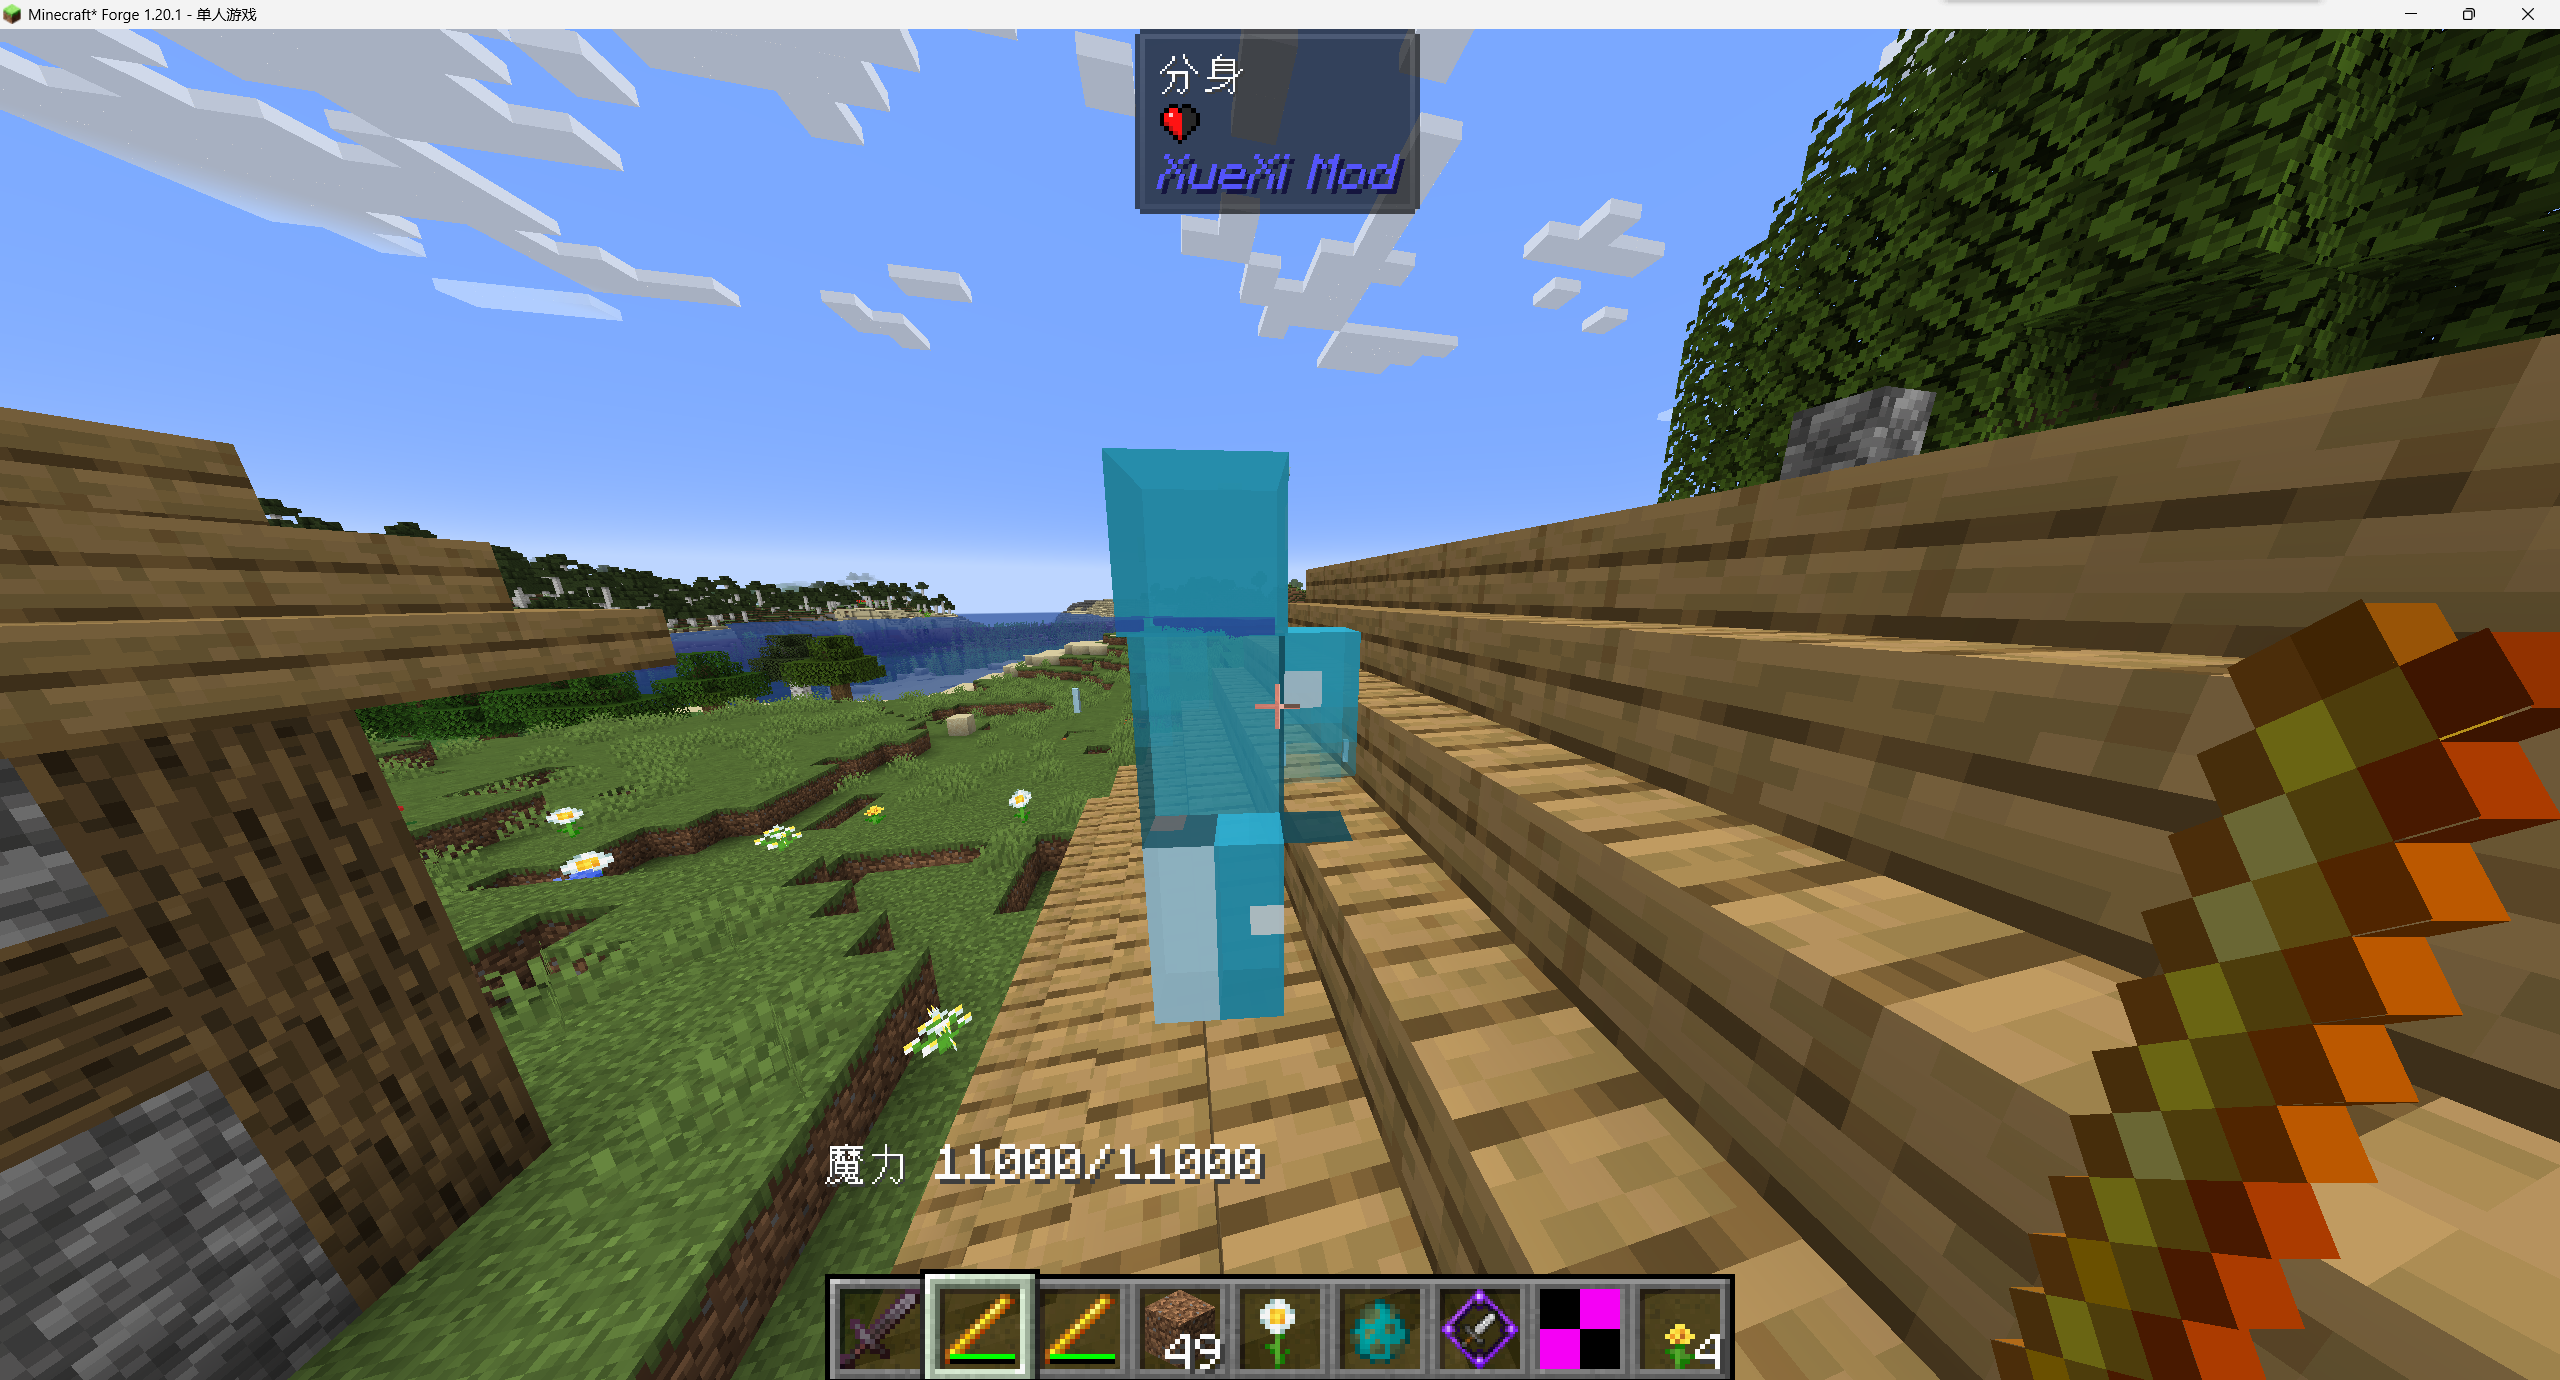 Minecraft* Forge 1.20.1 - 单人游戏
分身
XueXi Mod
魔力 11000/11000
49
4